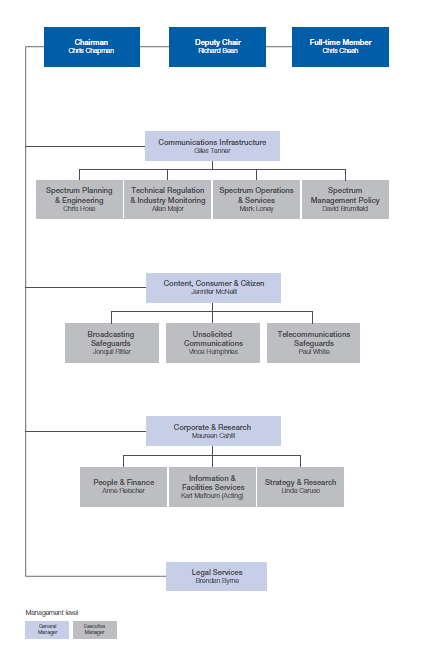 Chairman
Chris Chapman
Deputy Chair
Richard Bean
Full-time Member
Chris Cheah
Communications Infrastructure
Giles Tanner
Spectrum Planning
& Engineering
Chris Hose
Technical Regulation
& Industry Monitoring
Allan Major
Spectrum Operations
& Services
Mark Loney
Spectrum
Management Policy
David Brumfield
Content, Consumer & Citizen
Jennifer McNeill
Broadcasting
Safeguards
Jonquil Ritter
Unsolicited
Communications
Vince Humphries
Telecommunications
Safeguards
Paul White
Corporate & Research
Maureen Cahill
People & Finance
Anne Fleischer
Information &
Facilities Services
Karl Maftoum (Acting)
Strategy & Research
Linda Caruso
Legal Services
Brendan Byrne
Management level
General
Manager
Executive
Manager